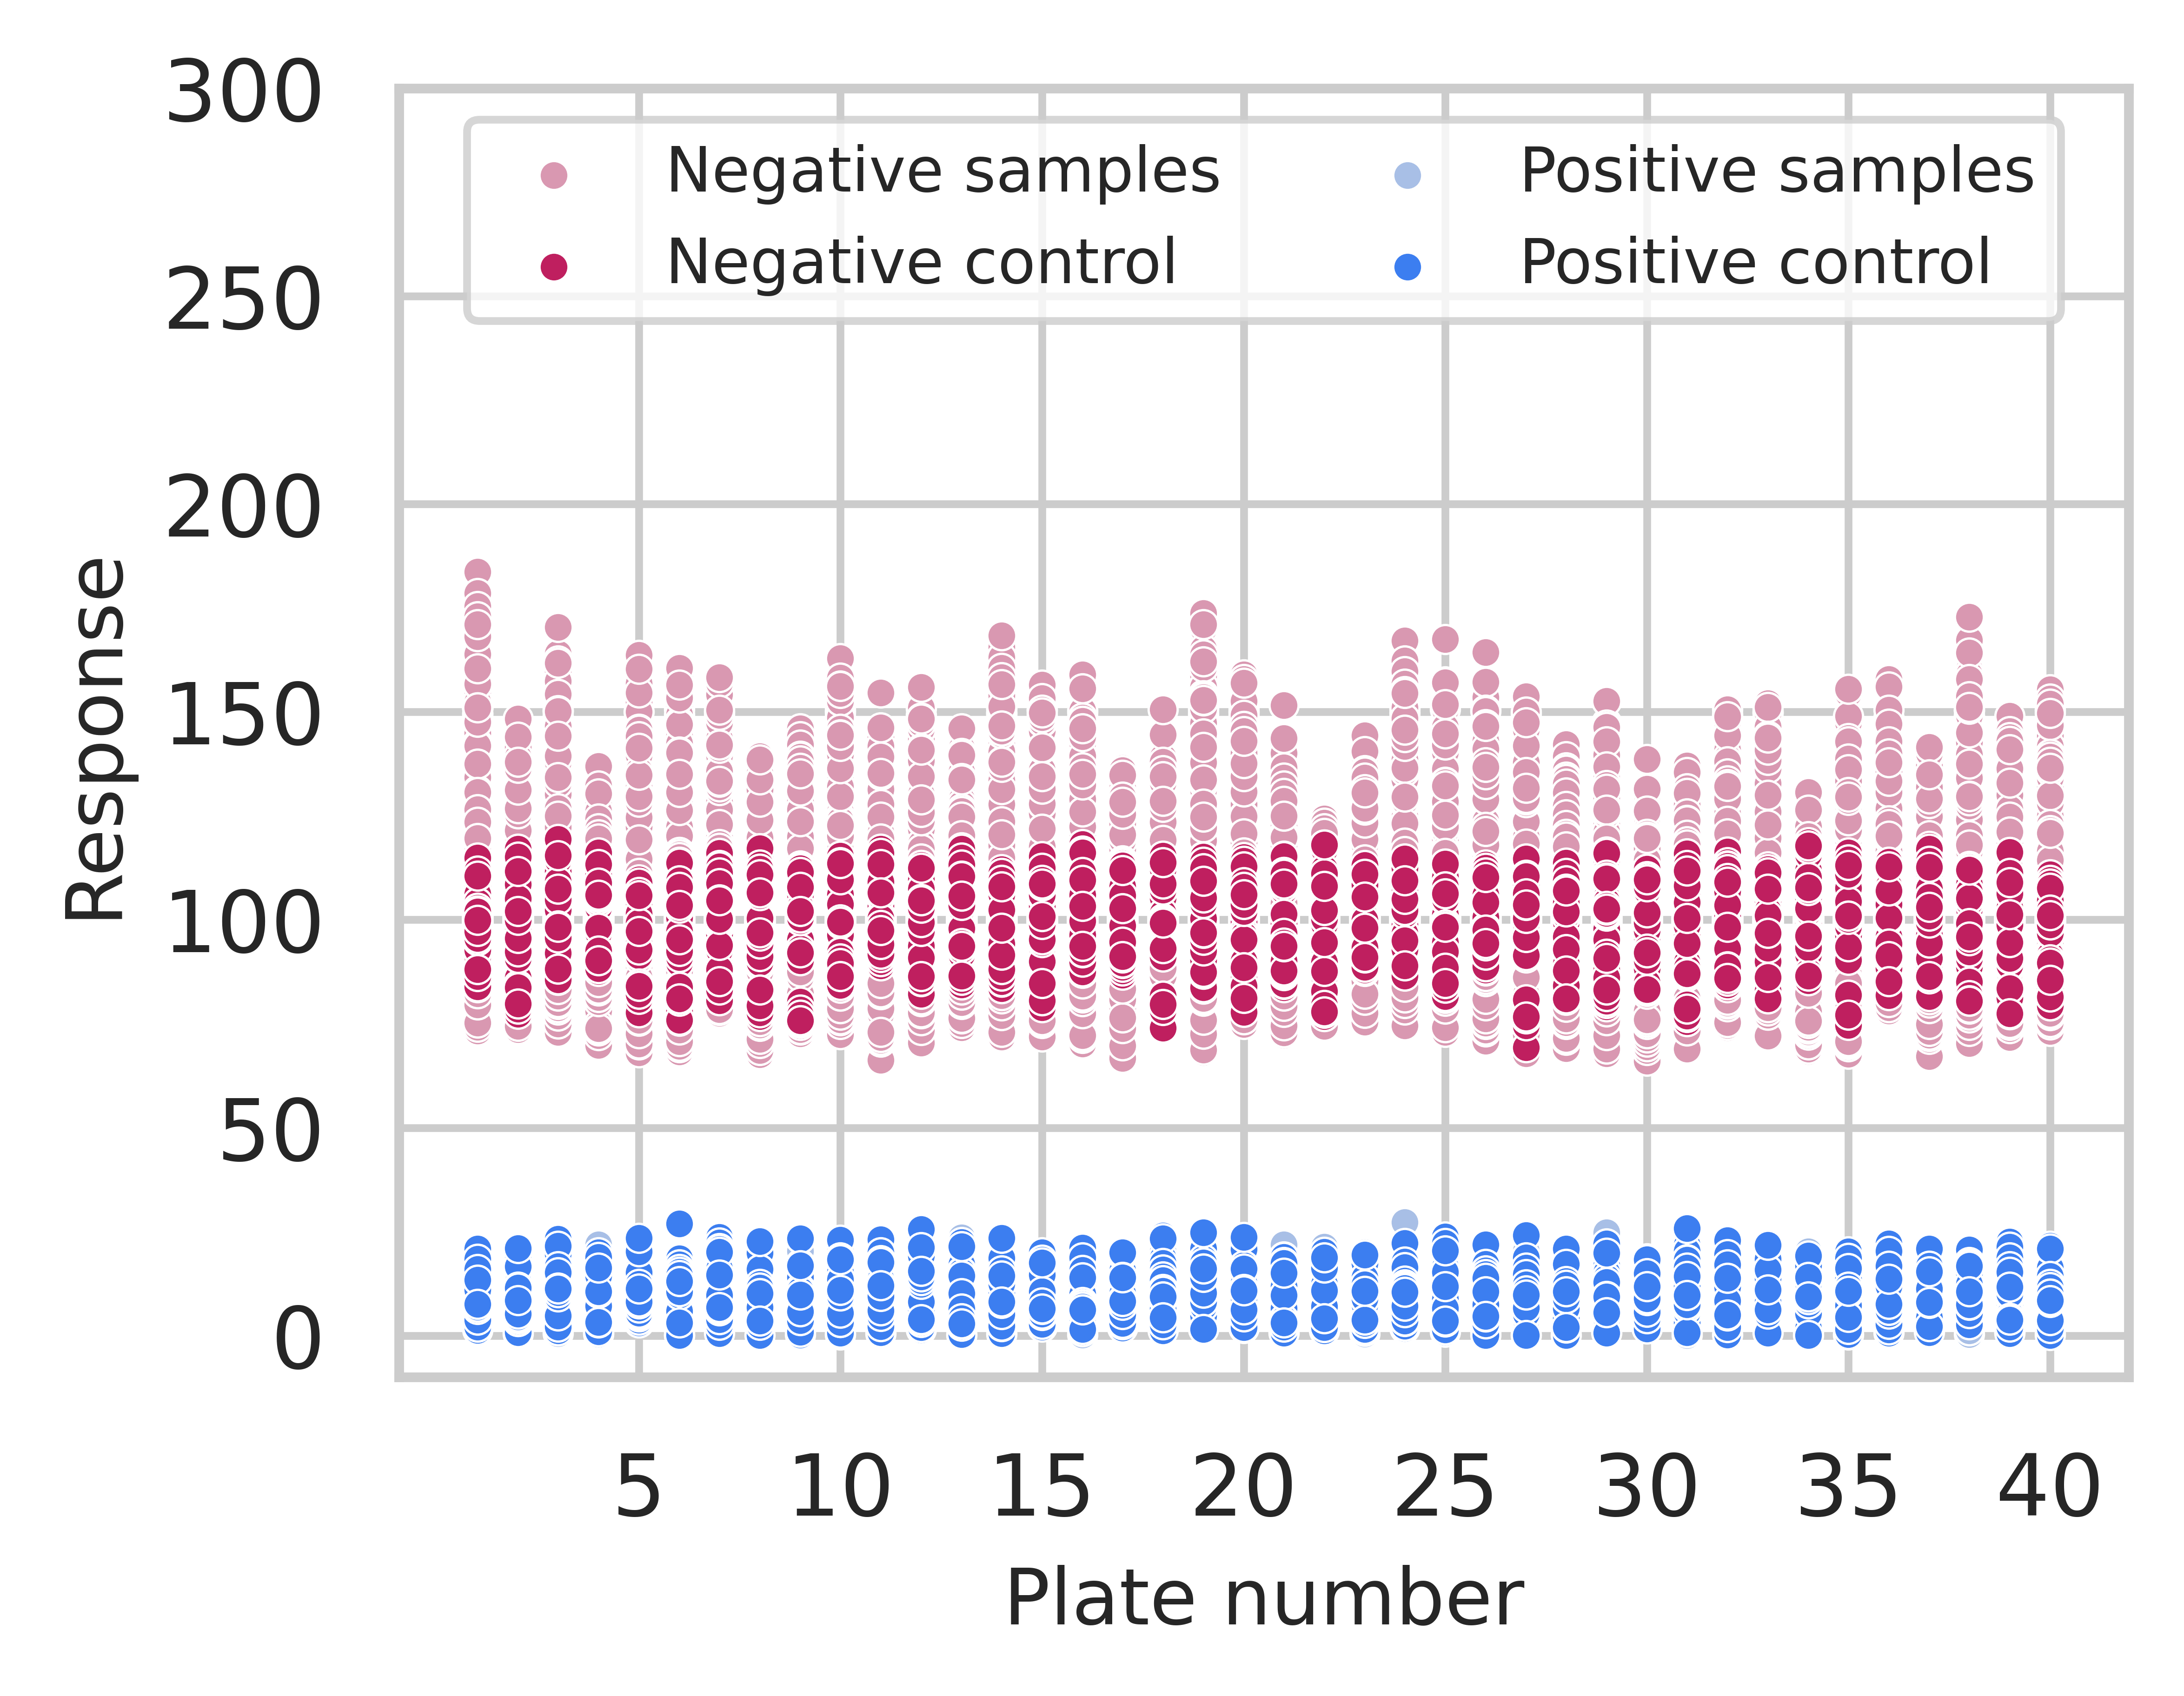 300
250
200
150
100
50
0
Response
Negative samples
Negative control
Positive samples
Positive control
5 10 15 20 25 30 35 40
Plate number